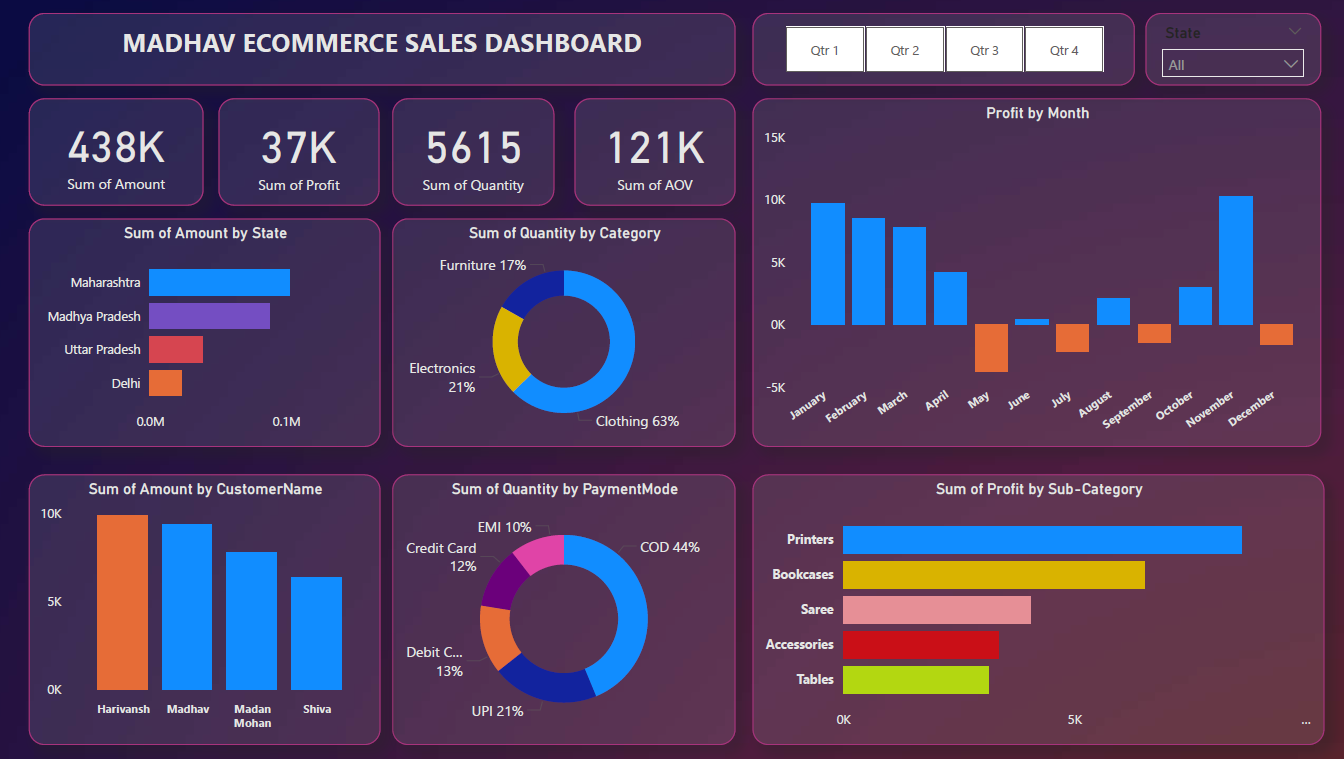 MADHAV ECOMMERCE SALES DASHBOARD
Qtr 1
Qtr 2
Qtr 3
Qtr 4
State
All
438K
Sum of Amount
37K
Sum of Profit
5615
Sum of Quantity
121K
Sum of AOV
Profit by Month
15K
10K
5K
0K
-5K
January
February
March
April
May
June
July
August
September
October
November
December
Sum of Amount by State
Maharashtra
Madhya Pradesh
Uttar Pradesh
Delhi
0.0M
0.1M
Sum of Quantity by Category
Furniture 17%
Electronics
21%
Clothing 63%
Sum of Amount by CustomerName
10K
5K
0K
Harivansh
Madhav
Madan
Mohan
Shiva
Sum of Quantity by PaymentMode
EMI 10%
COD 44%
Credit Card
12%
Debit C...
13%
UPI 21%
Sum of Profit by Sub-Category
Printers
Bookcases
Saree
Accessories
Tables
0K
5K
...